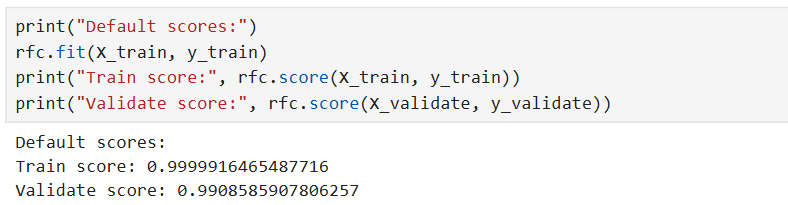 print("Default scores:")
rfc.fit(X_train, y_train)
print("Train score:", rfc.score(X_train, y_train))
print("Validate score:", rfc.score(X_validate, y_validate))
Default scores:
Train score: 0.9999916465487716
Validate score: 0.9908585907806257